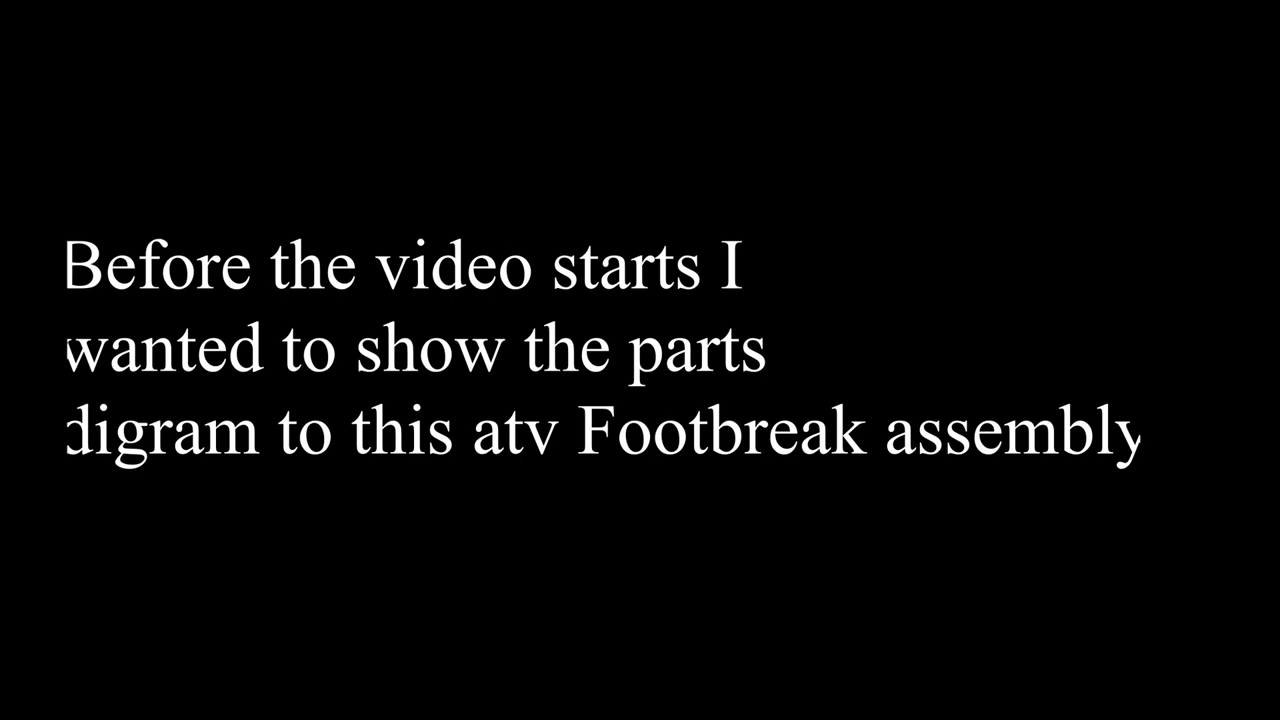 Before the video starts I
wanted to show the parts
digram to this atv Footbreak assembly